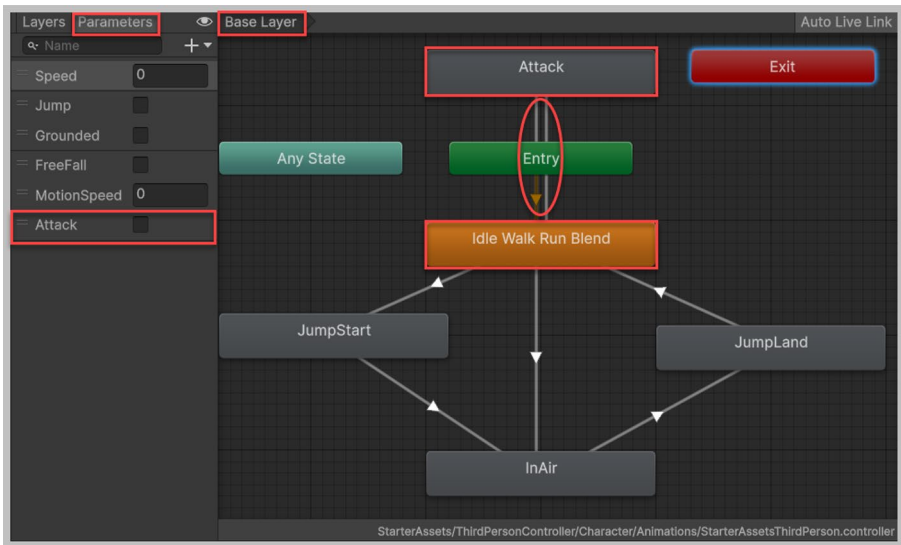 Layers Parameters
Base Layer
Auto Live Link
Name
Speed 0
Jump
Grounded
FreeFall
MotionSpeed 0
Attack
Attack
Exit
Any State
Entry
Idle Walk Run Blend
JumpStart
JumpLand
InAir
StarterAssets/ThirdPersonController/Character/Animations/StarterAssetsThirdPerson.controller